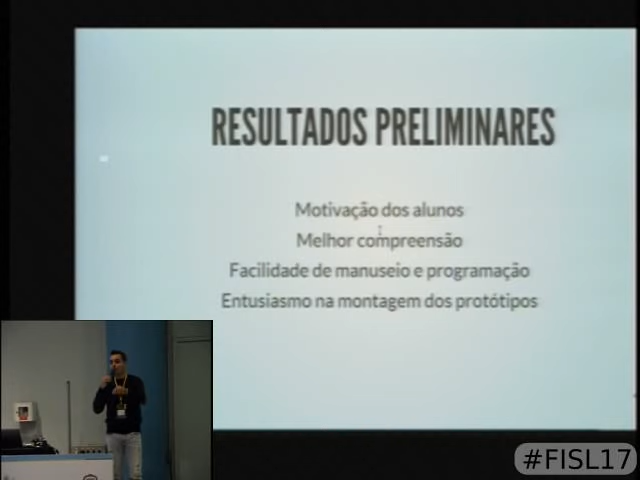 RESULTADOS PRELIMINARES
Motivação dos alunos
Melhor compreensão
Facilidade de manuseio e programação
Entusiasmo na montagem dos protótipos
#FISL17